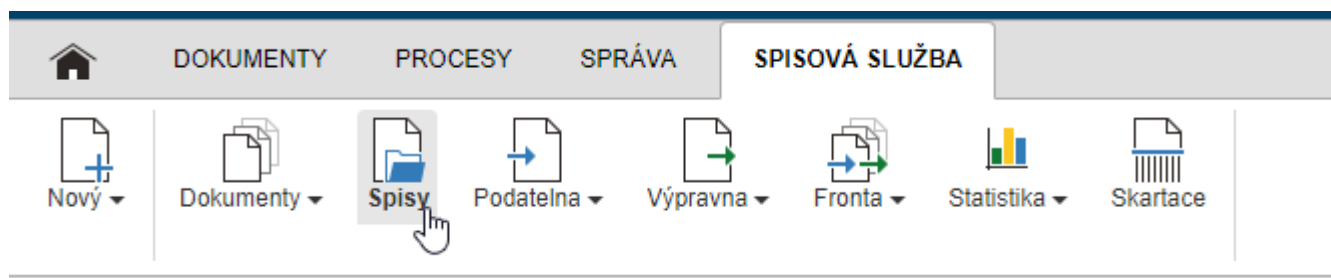 DOKUMENTY PROCESY SPRÁVA SPISOVÁ SLUŽBA
Nový Dokumenty Spisy Podatelna Výpravna Fronta Statistika Skartace